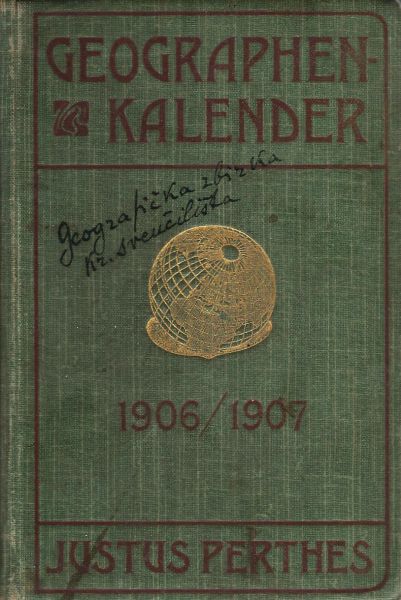 GEOGRAPHEN-
KALENDER
Geografička zbirka
kr. sveučilišta
1906/1907
JUSTUS PERTHES